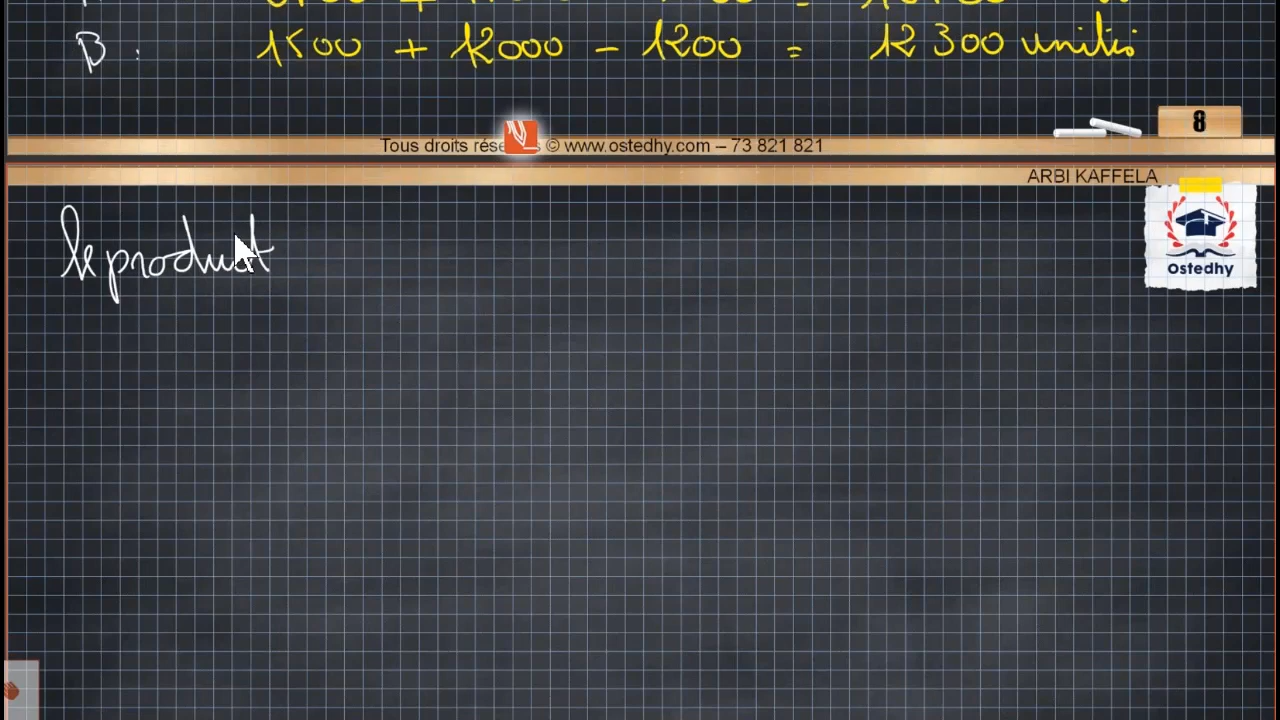 B : 1500 + 12000 - 1200 = 12 300 unités
8
Tous droits rése © www.ostedhy.com – 73 821 821
ARBI KAFFELA
Ostedhy
le produit